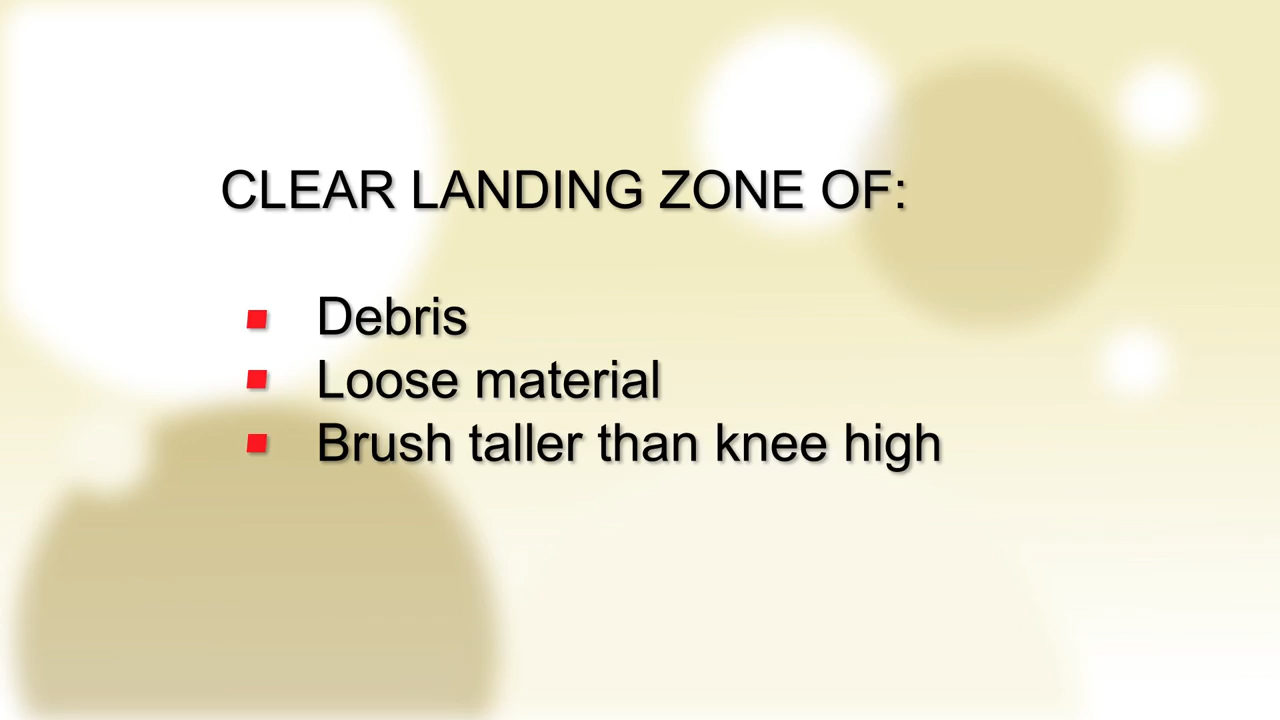 CLEAR LANDING ZONE OF:
Debris
Loose material
Brush taller than knee high